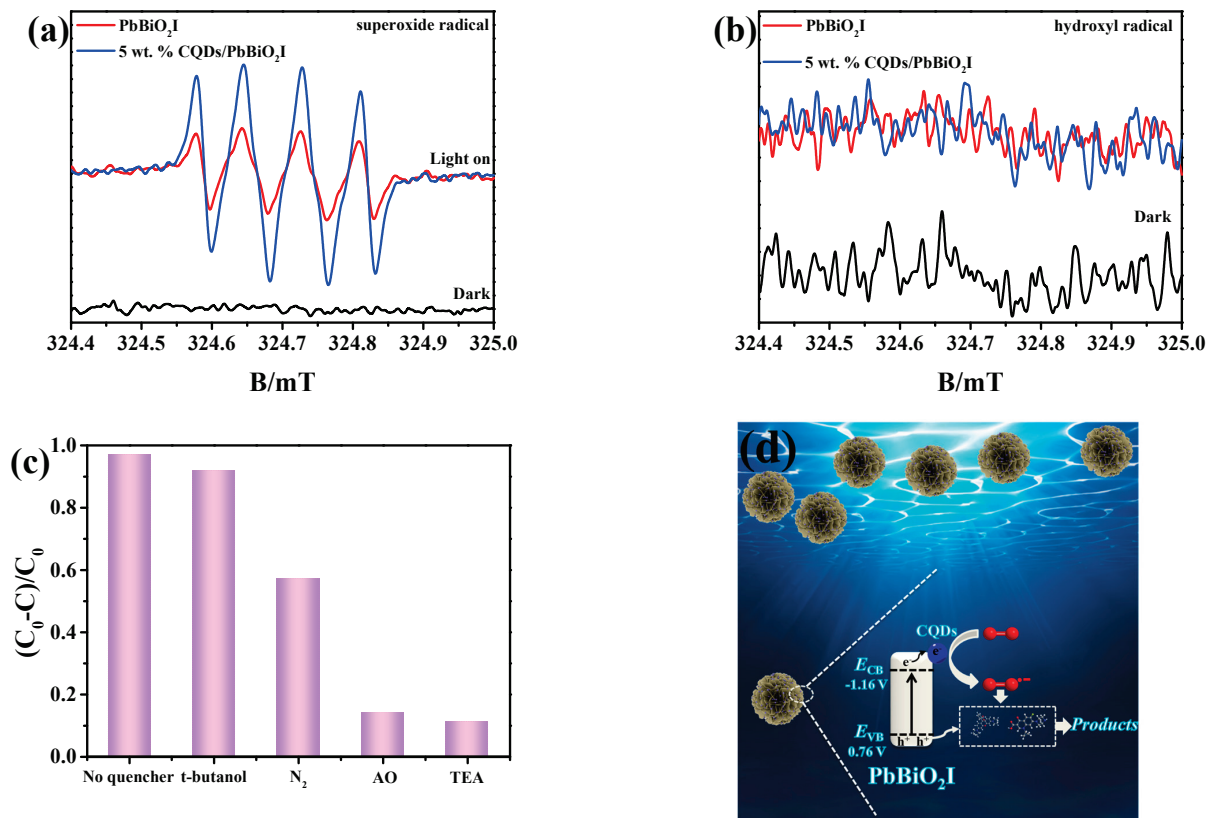 (a)
PbBiO₂I
superoxide radical
5 wt. % CQDs/PbBiO₂I
Light on
Dark
324.4 324.5 324.6 324.7 324.8 324.9 325.0
B/mT
(b)
PbBiO₂I
hydroxyl radical
5 wt. % CQDs/PbBiO₂I
Dark
324.4 324.5 324.6 324.7 324.8 324.9 325.0
B/mT
(c)
(C₀-C)/C₀
1.0
0.8
0.6
0.4
0.2
0.0
No quencher t-butanol N₂ AO TEA
(d)
CQDs
e⁻ e⁻
E_CB
-1.16 V
•−
E_VB
0.76 V
h⁺ h⁺
Products
PbBiO₂I